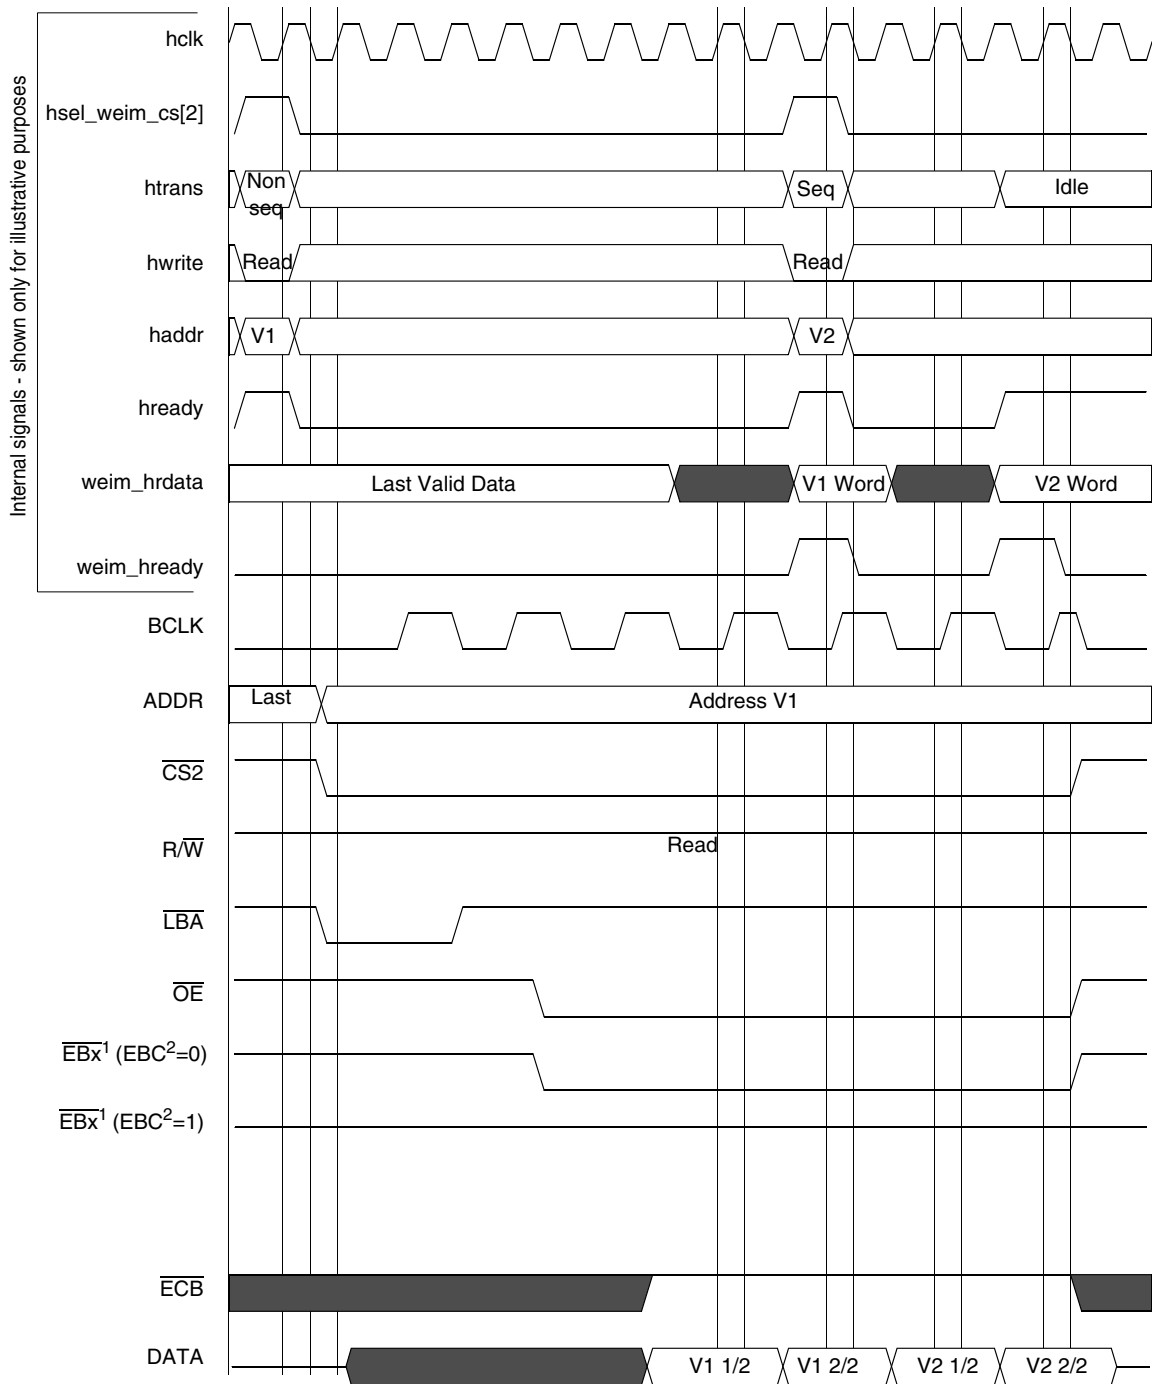 Internal signals - shown only for illustrative purposes
hclk
hsel_weim_cs[2]
htrans
Non
seq
Seq
Idle
hwrite
Read
Read
haddr
V1
V2
hready
weim_hrdata
Last Valid Data
V1 Word
V2 Word
weim_hready
BCLK
ADDR
Last
Address V1
CS2
R/W
Read
LBA
OE
EBx¹ (EBC²=0)
EBx¹ (EBC²=1)
ECB
DATA
V1 1/2
V1 2/2
V2 1/2
V2 2/2